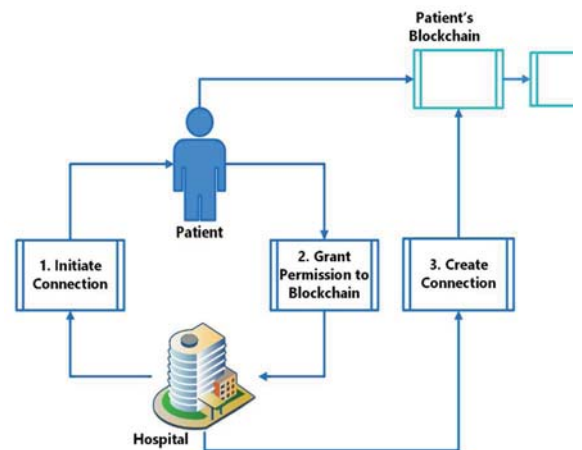 Patient's
Blockchain
Patient
1. Initiate
Connection
2. Grant
Permission to
Blockchain
3. Create
Connection
Hospital